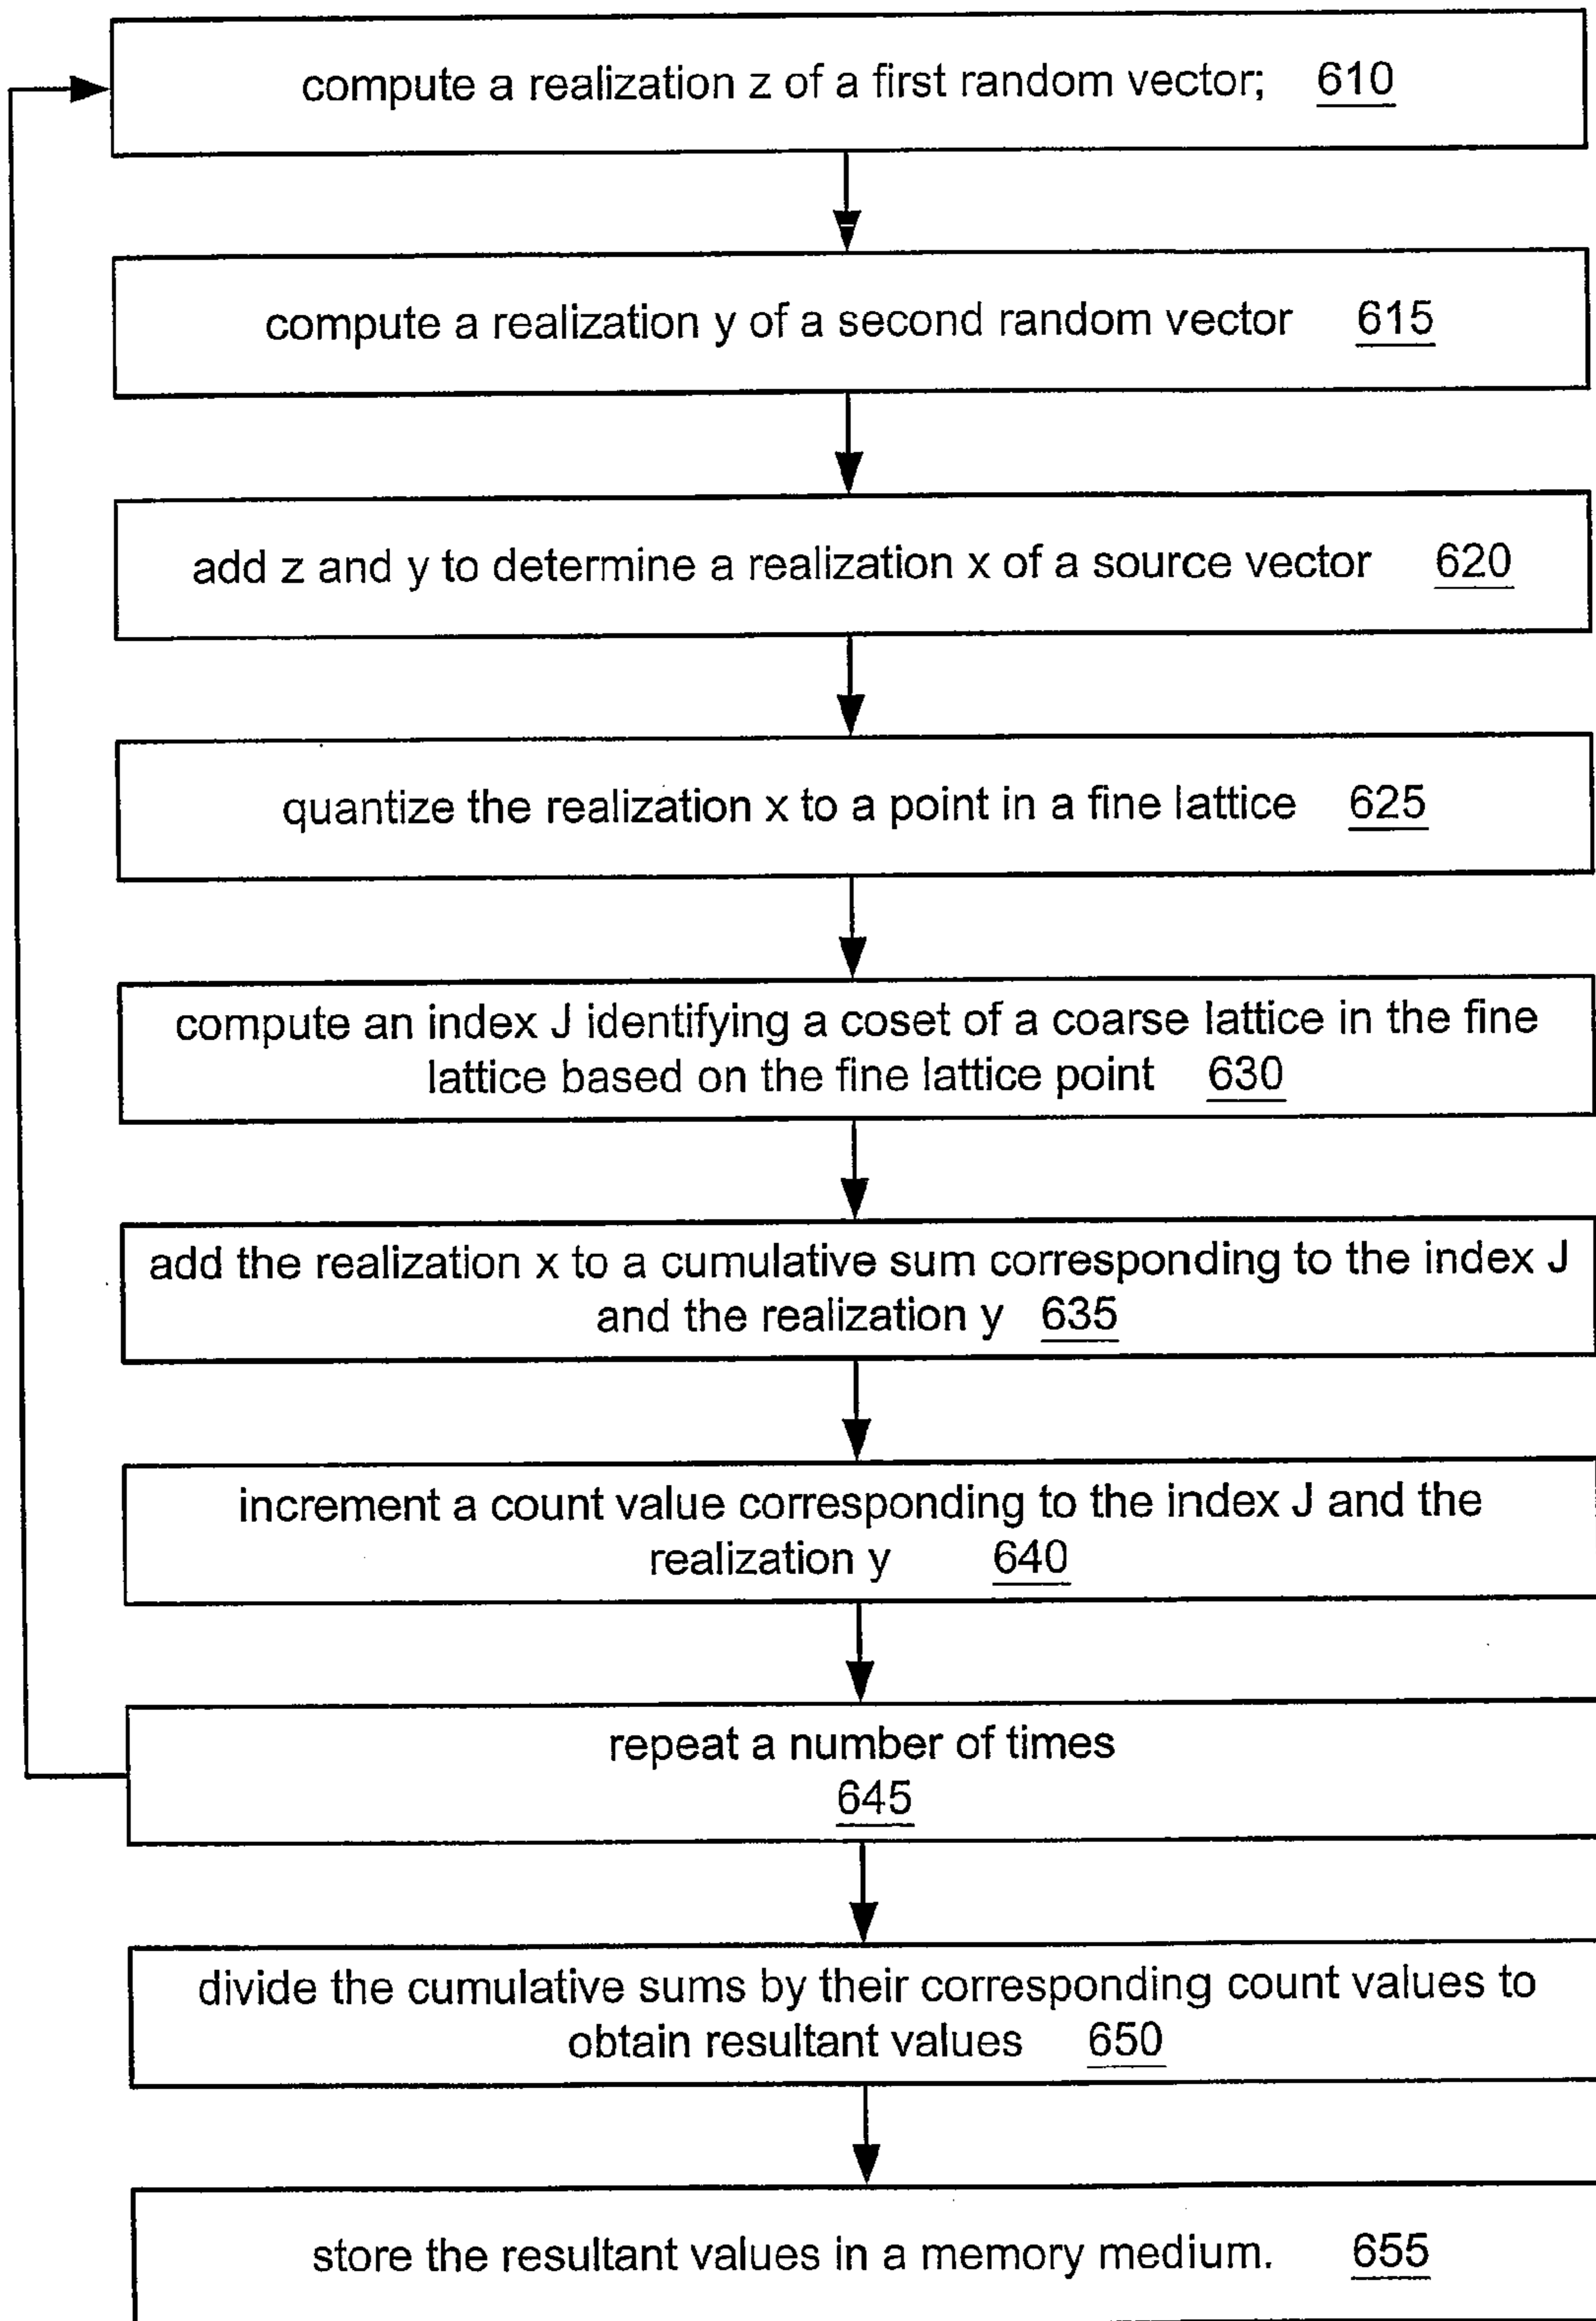 compute a realization z of a first random vector; 610
compute a realization y of a second random vector 615
add z and y to determine a realization x of a source vector 620
quantize the realization x to a point in a fine lattice 625
compute an index J identifying a coset of a coarse lattice in the fine
lattice based on the fine lattice point 630
add the realization x to a cumulative sum corresponding to the index J
and the realization y 635
increment a count value corresponding to the index J and the
realization y 640
repeat a number of times
645
divide the cumulative sums by their corresponding count values to
obtain resultant values 650
store the resultant values in a memory medium. 655